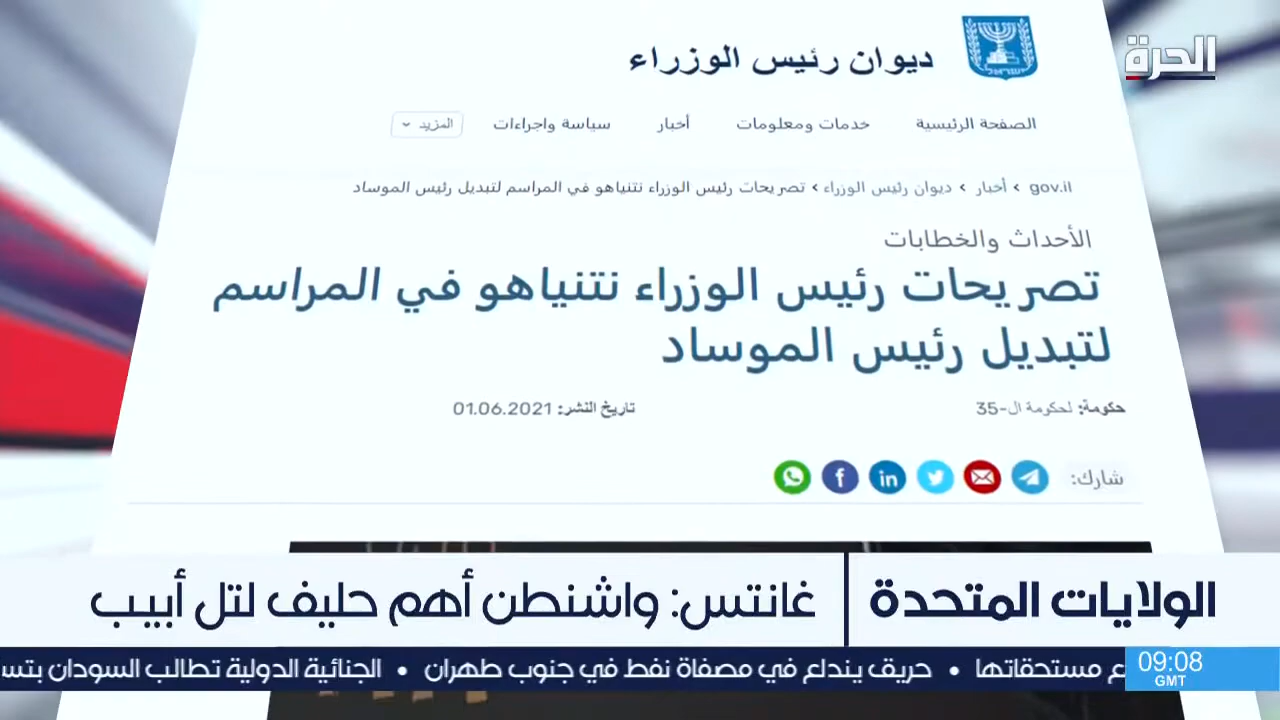 الحرة
ديوان رئيس الوزراء
الصفحة الرئيسية خدمات ومعلومات أخبار سياسة واجراءات المزيد
gov.il › أخبار › ديوان رئيس الوزراء › تصريحات رئيس الوزراء نتنياهو في المراسم لتبديل رئيس الموساد
الأحداث والخطابات
تصريحات رئيس الوزراء نتنياهو في المراسم
لتبديل رئيس الموساد
حكومة: لحكومة ال-35 تاريخ النشر: 01.06.2021
شارك:
الولايات المتحدة غانتس: واشنطن أهم حليف لتل أبيب
ع مستحقاتها • حريق يندلع في مصفاة نفط في جنوب طهران • الجنائية الدولية تطالب السودان بتس
09:08
GMT